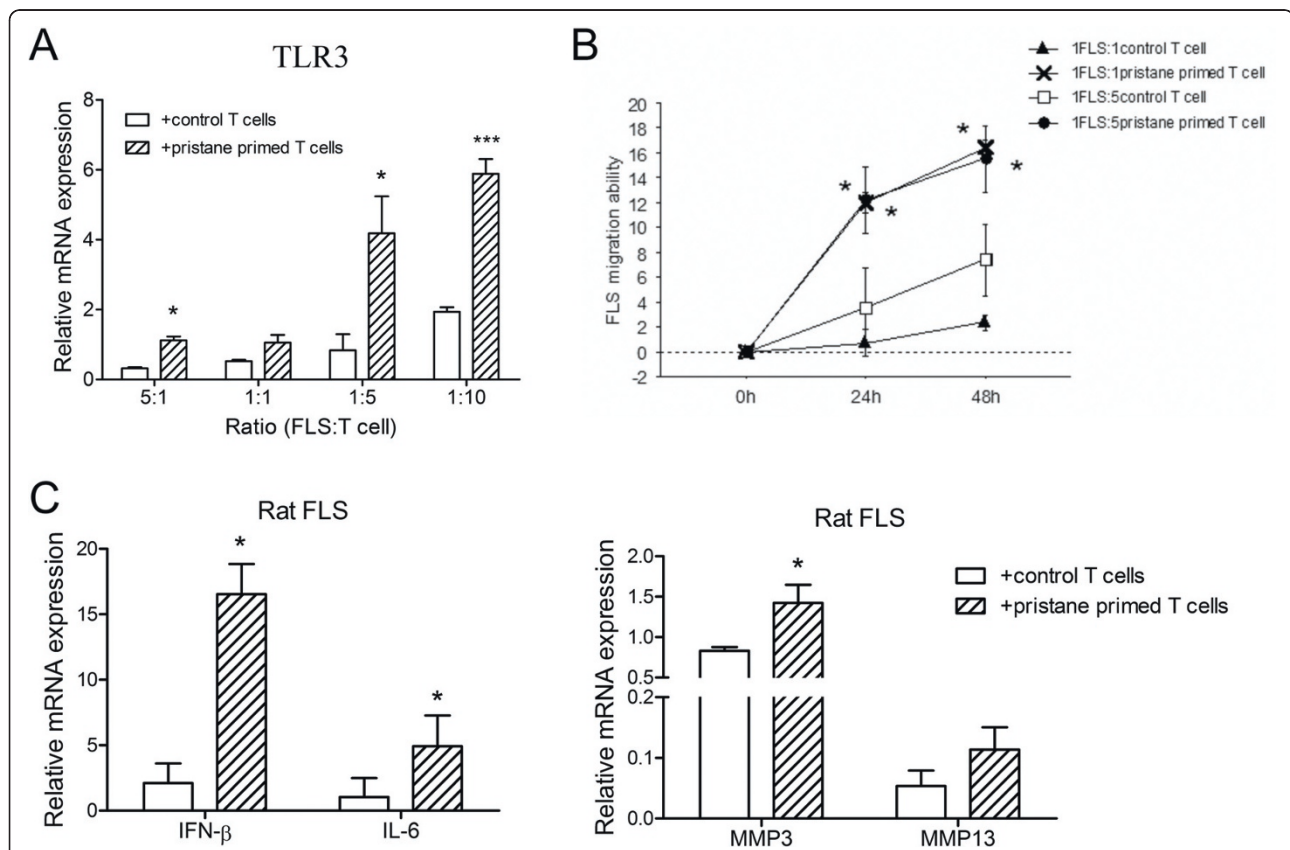 A
TLR3
Relative mRNA expression
8
6
4
2
0
+control T cells
+pristane primed T cells
*
*
***
5:1 1:1 1:5 1:10
Ratio (FLS:T cell)
B
1FLS:1control T cell
1FLS:1pristane primed T cell
1FLS:5control T cell
1FLS:5pristane primed T cell
FLS migration ability
20
18
16
14
12
10
8
6
4
2
0
-2
*
*
*
*
0h 24h 48h
C
Rat FLS
Relative mRNA expression
20
15
10
5
0
*
*
IFN-β IL-6
Rat FLS
Relative mRNA expression
2.0
1.5
1.0
0.5
0.2
0.1
0.0
*
+control T cells
+pristane primed T cells
MMP3 MMP13